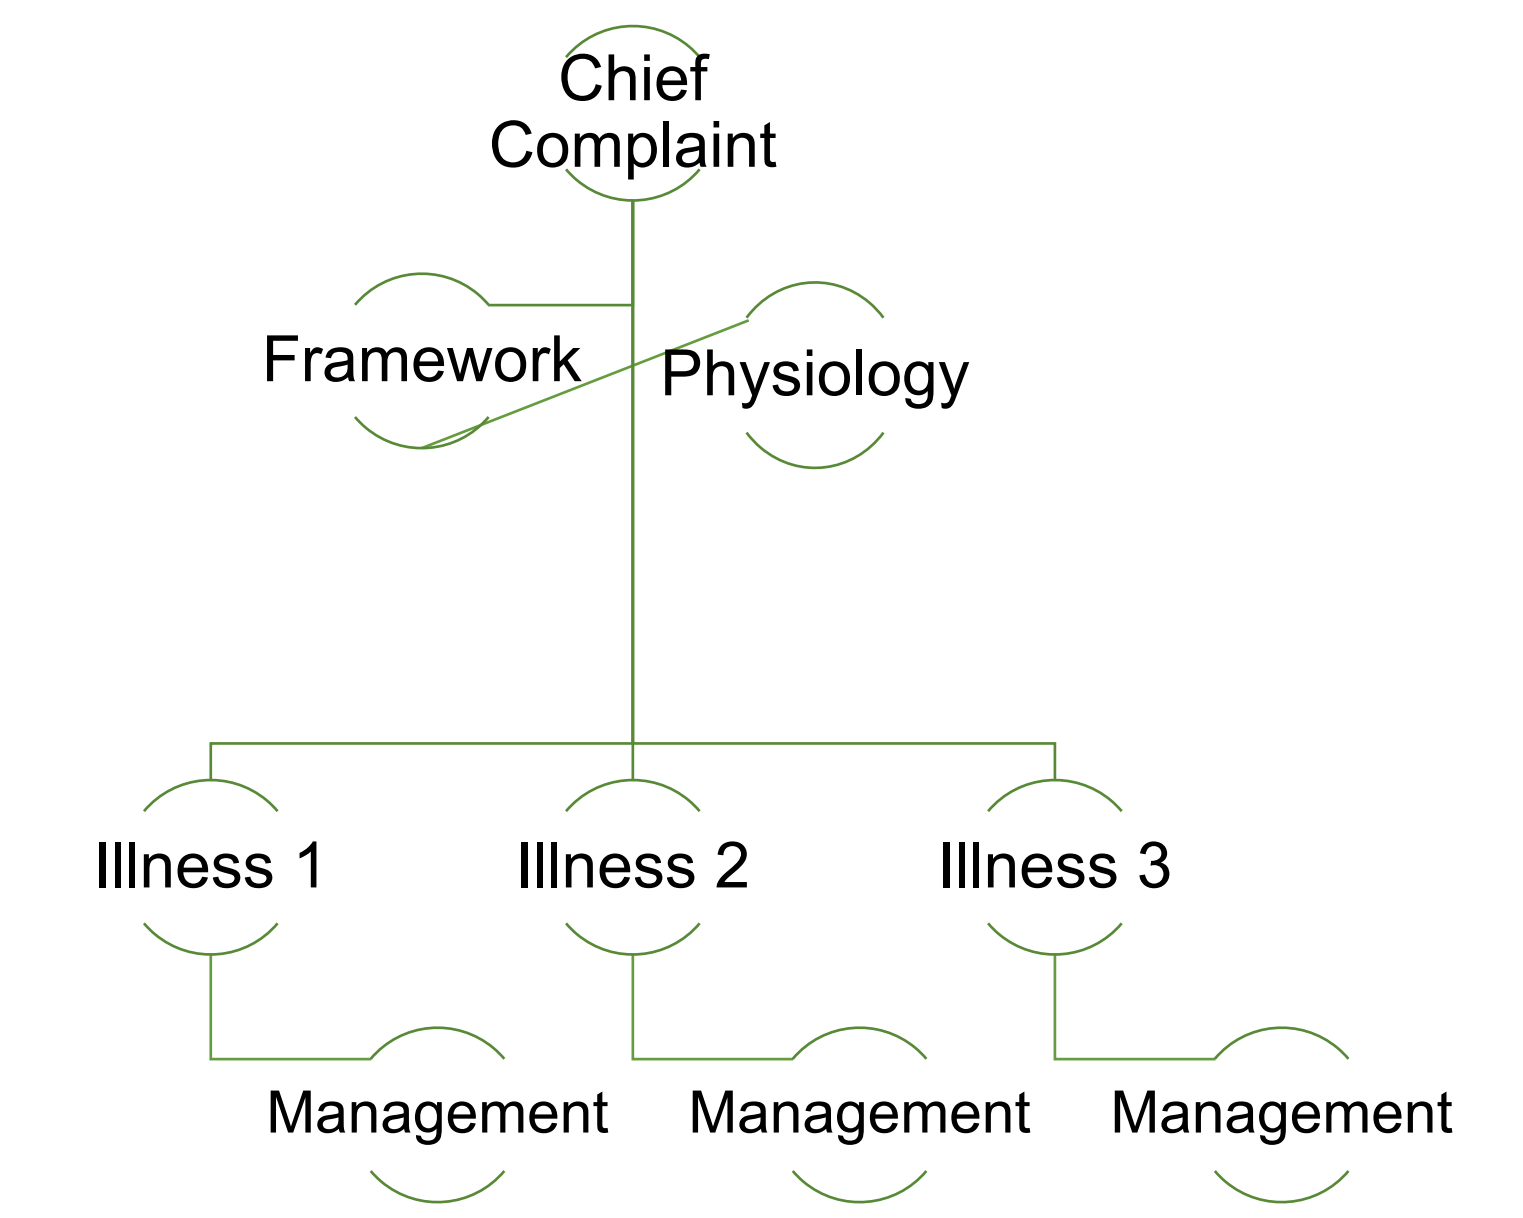 Chief
Complaint
Framework
Physiology
Illness 1
Illness 2
Illness 3
Management
Management
Management